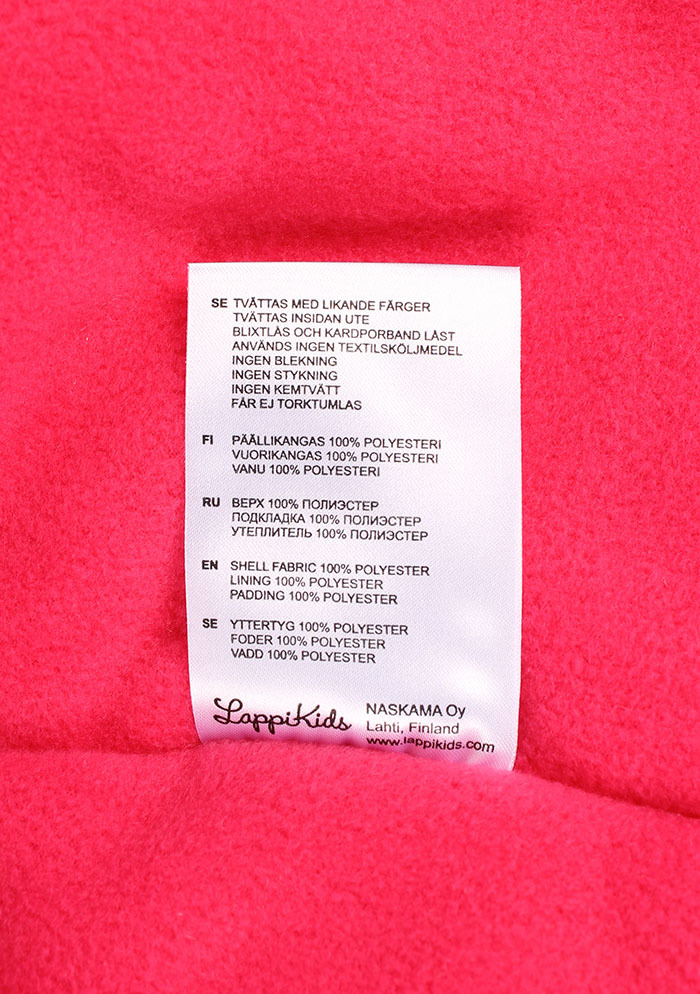 SE TVÄTTAS MED LIKANDE FÄRGER
TVÄTTAS INSIDAN UTE
BLIXTLÅS OCH KARDPORBAND LÅST
ANVÄNDS INGEN TEXTILSKÖLJMEDEL
INGEN BLEKNING
INGEN STYKNING
INGEN KEMTVÄTT
FÅR EJ TORKTUMLAS
FI PÄÄLLIKANGAS 100% POLYESTERI
VUORIKANGAS 100% POLYESTERI
VANU 100% POLYESTERI
RU ВЕРХ 100% ПОЛИЭСТЕР
ПОДКЛАДКА 100% ПОЛИЭСТЕР
УТЕПЛИТЕЛЬ 100% ПОЛИЭСТЕР
EN SHELL FABRIC 100% POLYESTER
LINING 100% POLYESTER
PADDING 100% POLYESTER
SE YTTERTYG 100% POLYESTER
FODER 100% POLYESTER
VADD 100% POLYESTER
LappiKids
NASKAMA Oy
Lahti, Finland
www.lappikids.com